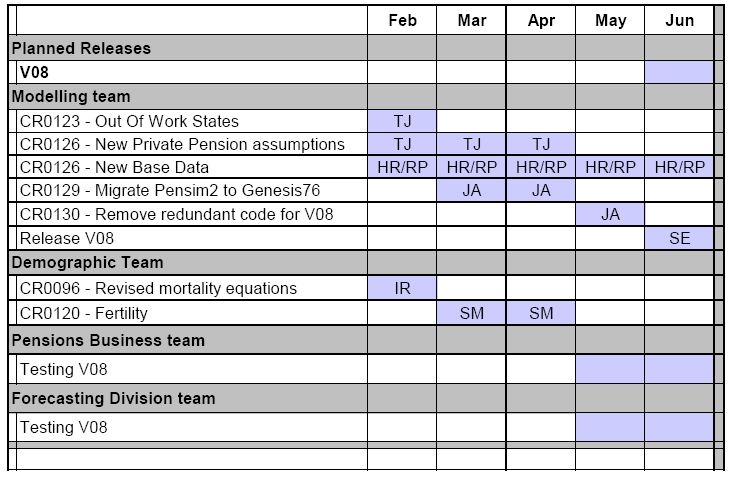 Feb Mar Apr May Jun
Planned Releases
V08
Modelling team
CR0123 - Out Of Work States TJ
CR0126 - New Private Pension assumptions TJ TJ TJ
CR0126 - New Base Data HR/RP HR/RP HR/RP HR/RP HR/RP
CR0129 - Migrate Pensim2 to Genesis76 JA JA
CR0130 - Remove redundant code for V08 JA
Release V08 SE
Demographic Team
CR0096 - Revised mortality equations IR
CR0120 - Fertility SM SM
Pensions Business team
Testing V08
Forecasting Division team
Testing V08